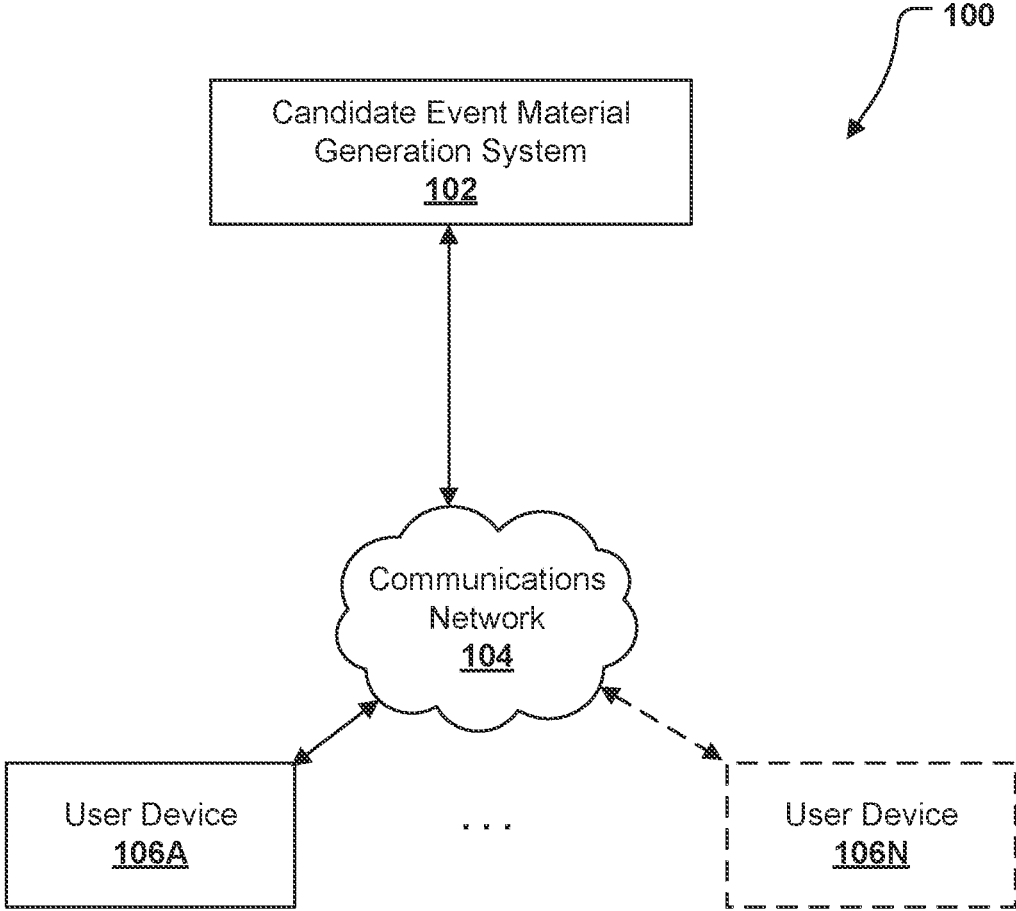 100
Candidate Event Material
Generation System
102
Communications
Network
104
User Device
106A
. . .
User Device
106N